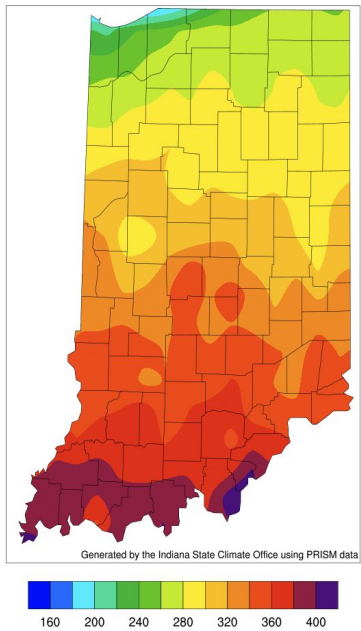 Generated by the Indiana State Climate Office using PRISM data
160 200 240 280 320 360 400